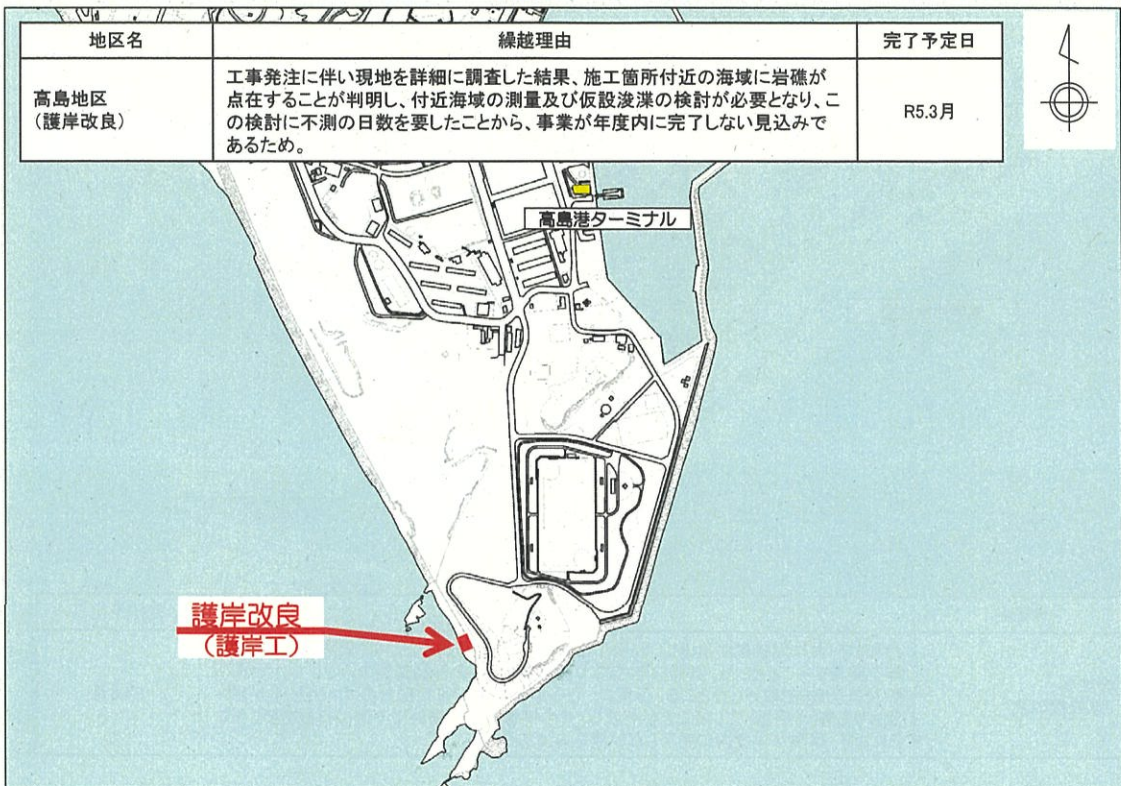 地区名
繰越理由
完了予定日
高島地区
(護岸改良)
工事発注に伴い現地を詳細に調査した結果、施工箇所付近の海域に岩礁が
点在することが判明し、付近海域の測量及び仮設浚渫の検討が必要となり、こ
の検討に不測の日数を要したことから、事業が年度内に完了しない見込みで
あるため。
R5.3月
高島港ターミナル
護岸改良
(護岸工)